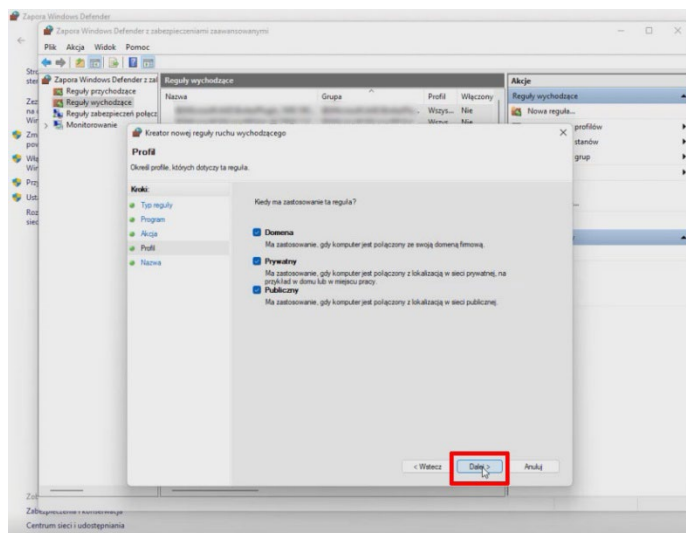 Zapora Windows Defender
Zapora Windows Defender z zabezpieczeniami zaawansowanymi
Plik Akcja Widok Pomoc
Zapora Windows Defender z zal
Reguły przychodzące
Reguły wychodzące
Reguły zabezpieczeń połącz
Monitorowanie
Reguły wychodzące
Nazwa Grupa Profil Włączony
Wszys... Nie
Wszys... Nie
Akcje
Reguły wychodzące
Nowa reguła...
profilów
stanów
grup
Kreator nowej reguły ruchu wychodzącego
Profil
Określ profile, których dotyczy ta reguła.
Kroki:
Typ reguły
Program
Akcja
Profil
Nazwa
Kiedy ma zastosowanie ta reguła?
Domena
Ma zastosowanie, gdy komputer jest połączony ze swoją domeną firmową.
Prywatny
Ma zastosowanie, gdy komputer jest połączony z lokalizacją w sieci prywatnej, na
przykład w domu lub w miejscu pracy.
Publiczny
Ma zastosowanie, gdy komputer jest połączony z lokalizacją w sieci publicznej.
< Wstecz Dalej > Anuluj
Centrum sieci i udostępniania